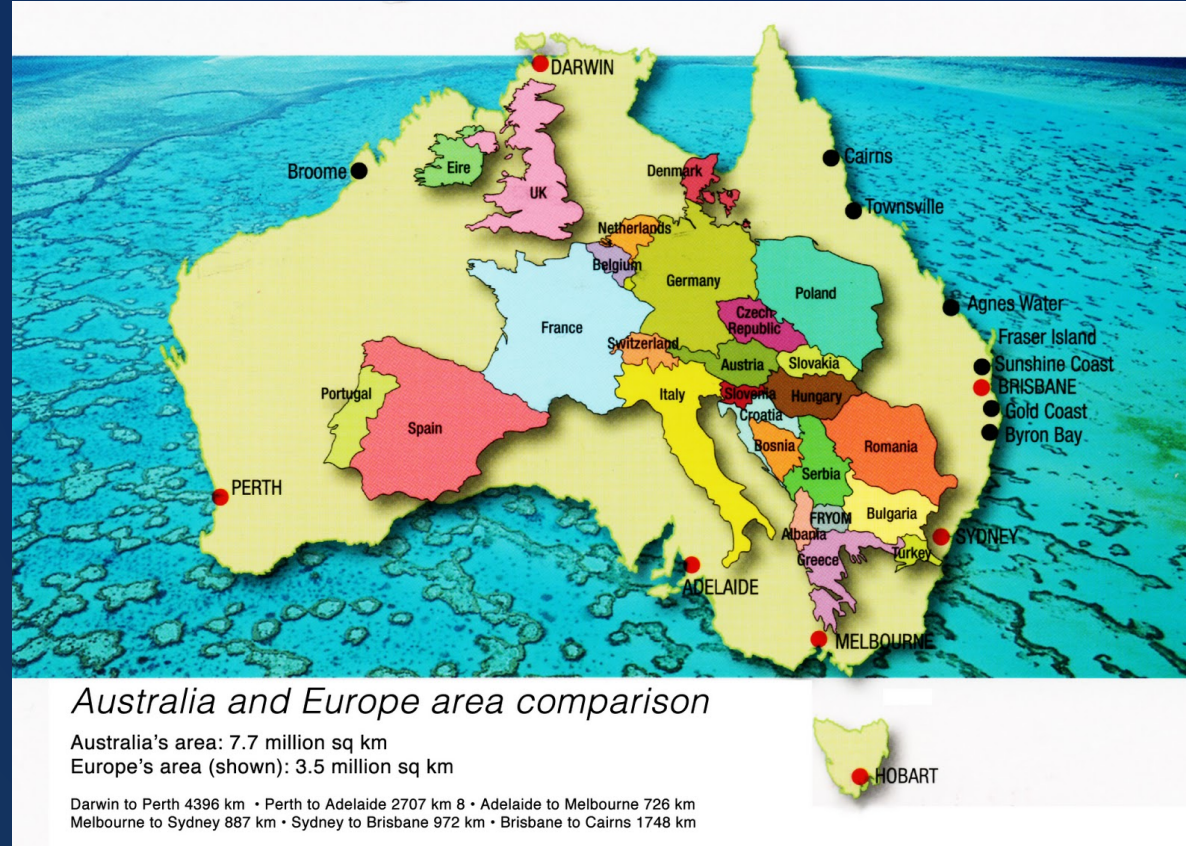 DARWIN
Broome
Eire
UK
Denmark
Cairns
Townsville
Netherlands
Belgium
Germany
Poland
Agnes Water
France
Czech
Republic
Fraser Island
Switzerland
Austria
Slovakia
Sunshine Coast
BRISBANE
Portugal
Italy
Slovenia
Hungary
Gold Coast
Croatia
Spain
Byron Bay
Bosnia
Romania
Serbia
PERTH
FRYOM
Bulgaria
Albania
SYDNEY
Greece
Turkey
ADELAIDE
MELBOURNE
Australia and Europe area comparison
Australia's area: 7.7 million sq km
Europe's area (shown): 3.5 million sq km
HOBART
Darwin to Perth 4396 km • Perth to Adelaide 2707 km 8 • Adelaide to Melbourne 726 km
Melbourne to Sydney 887 km • Sydney to Brisbane 972 km • Brisbane to Cairns 1748 km